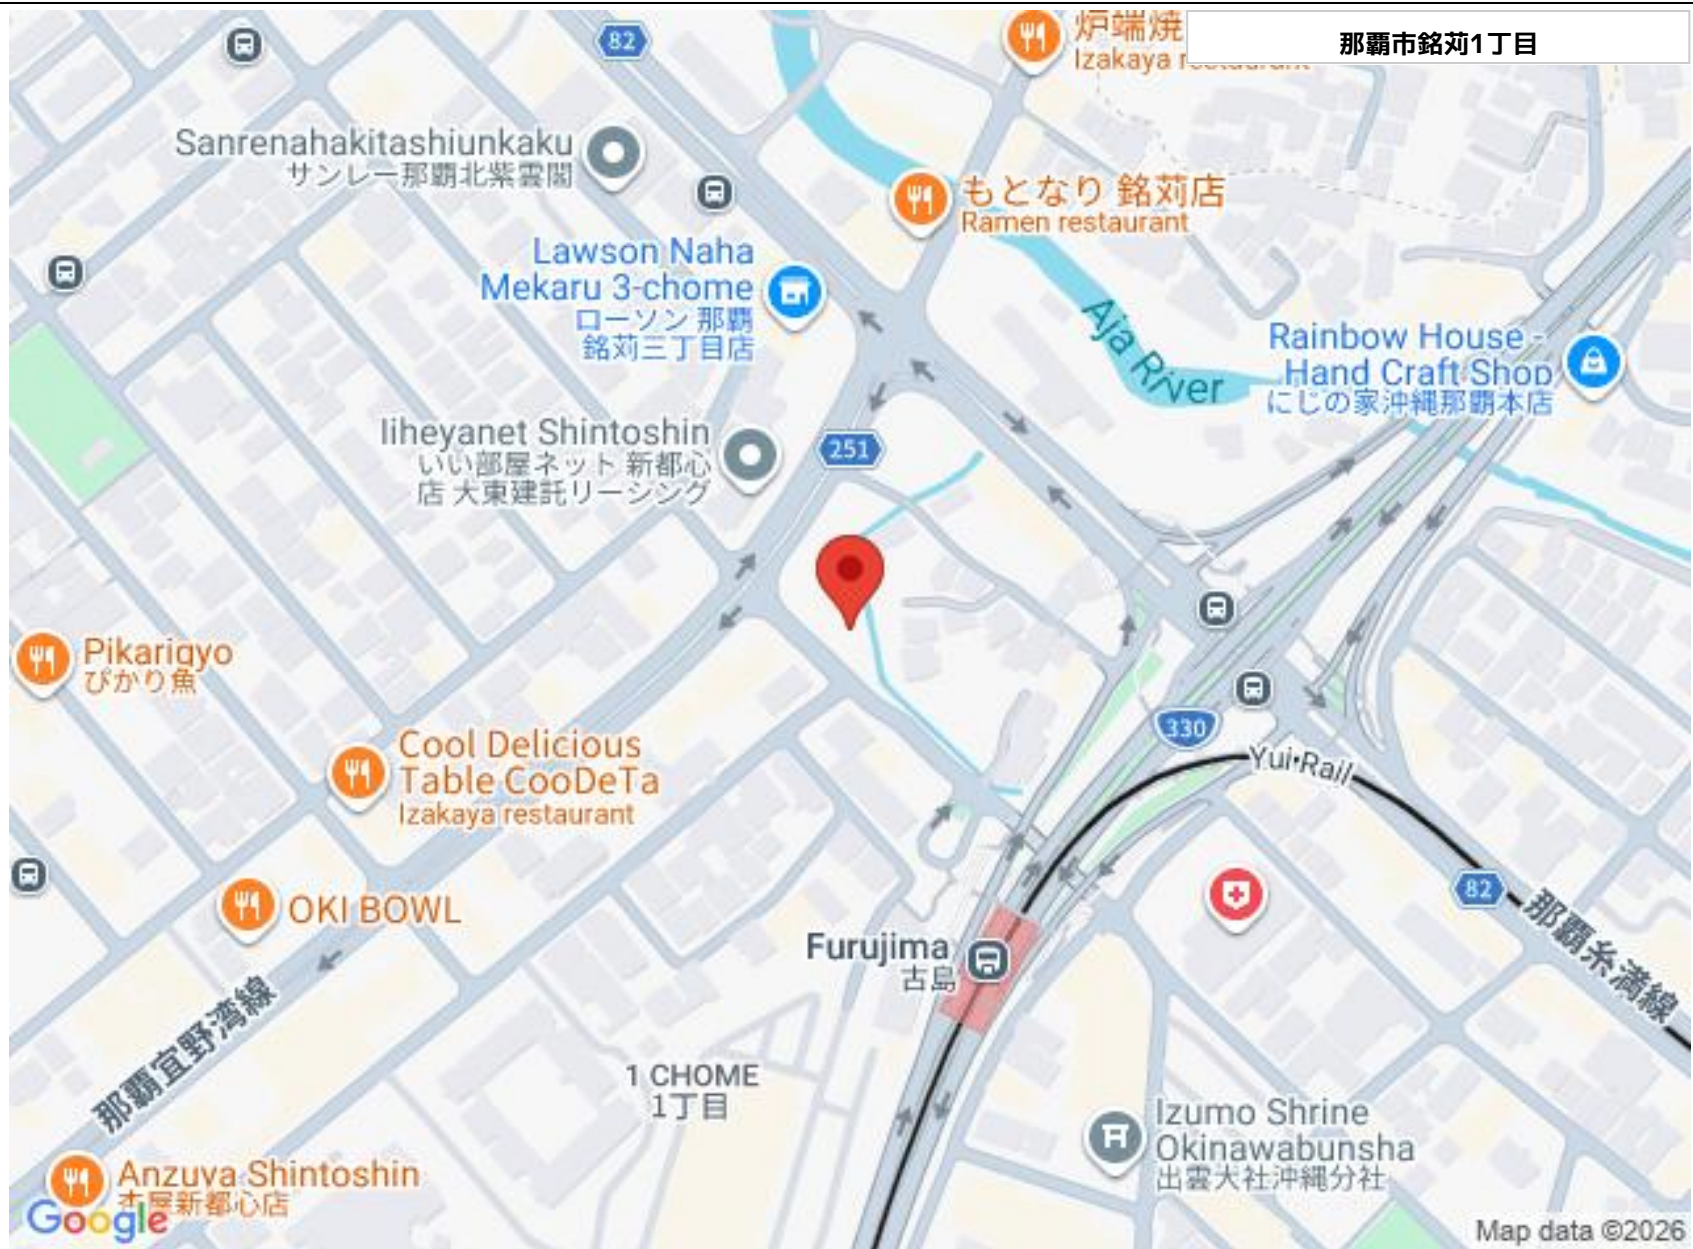 82
炉端焼
Izakaya restaurant
那覇市銘苅1丁目
Sanrenahakitashiunkaku
サンレー那覇北紫雲閣
もとなり 銘苅店
Ramen restaurant
Lawson Naha
Mekaru 3-chome
ローソン 那覇
銘苅三丁目店
Aja River
Rainbow House -
Hand Craft Shop
にじの家沖縄那覇本店
Iiheyanet Shintoshin
いい部屋ネット 新都心
店 大東建託リーシング
251
Pikarigyo
ぴかり魚
Cool Delicious
Table CooDeTa
Izakaya restaurant
330
Yui•Rail
OKI BOWL
82
那覇糸満線
Furujima
古島
那覇宜野湾線
1 CHOME
1丁目
Izumo Shrine
Okinawabunsha
出雲大社沖縄分社
Anzuya Shintoshin
杏屋新都心店
Google
Map data ©2026